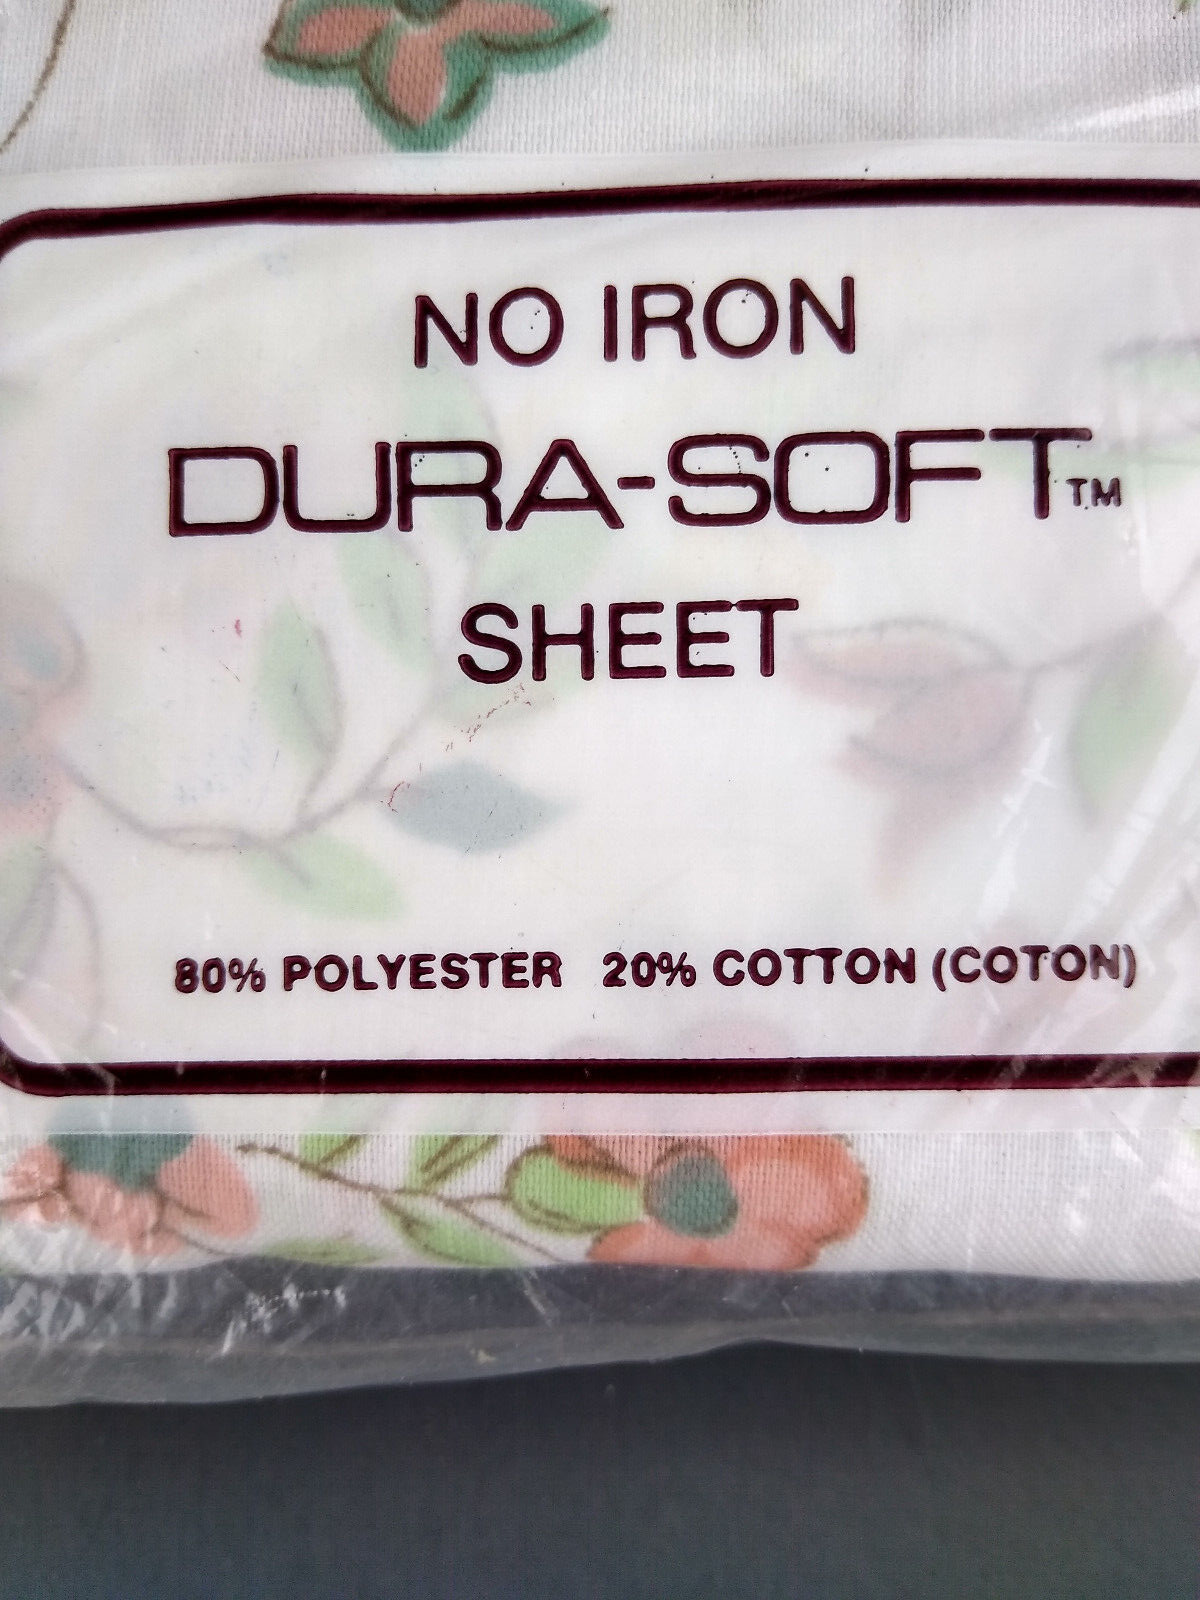 NO IRON
DURA-SOFT™
SHEET
80% POLYESTER 20% COTTON (COTON)